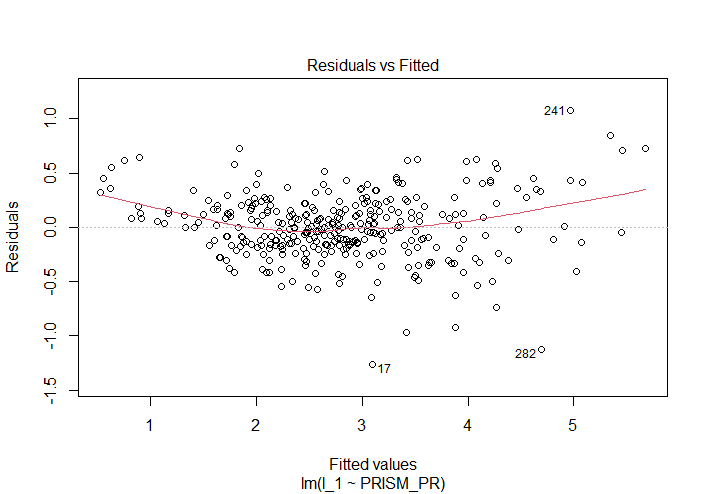 Residuals vs Fitted
Residuals
1.0
0.5
0.0
-0.5
-1.0
-1.5
241
282
17
1 2 3 4 5
Fitted values
lm(l_1 ~ PRISM_PR)